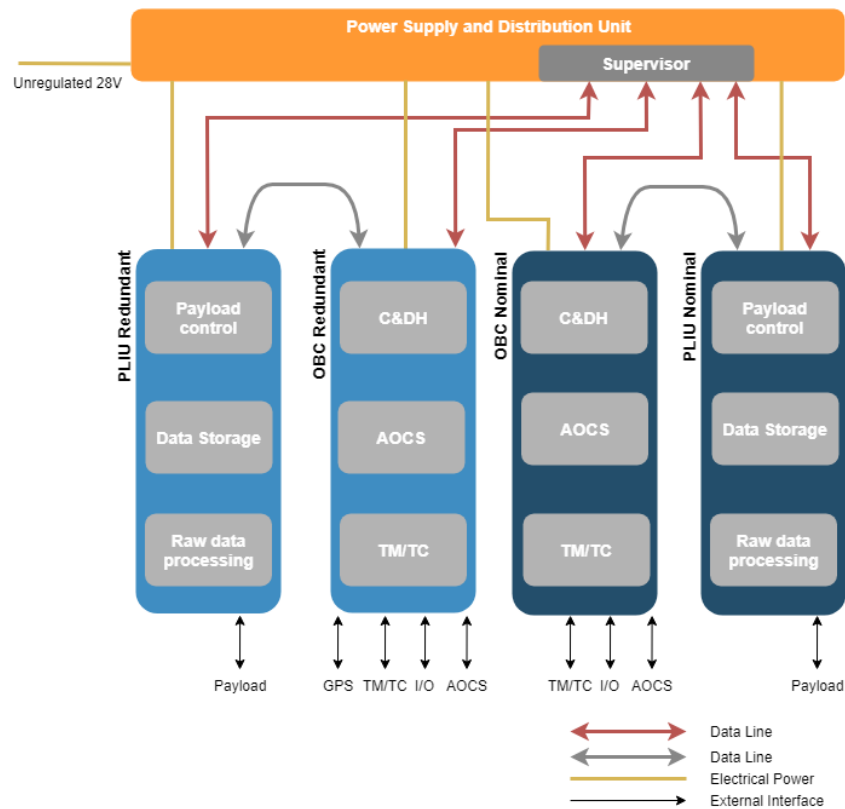 Power Supply and Distribution Unit
Supervisor
Unregulated 28V
PLIU Redundant
Payload
control
Data Storage
Raw data
processing
OBC Redundant
C&DH
AOCS
TM/TC
OBC Nominal
C&DH
AOCS
TM/TC
PLIU Nominal
Payload
control
Data Storage
Raw data
processing
Payload
GPS
TM/TC
I/O
AOCS
TM/TC
I/O
AOCS
Payload
Data Line
Data Line
Electrical Power
External Interface